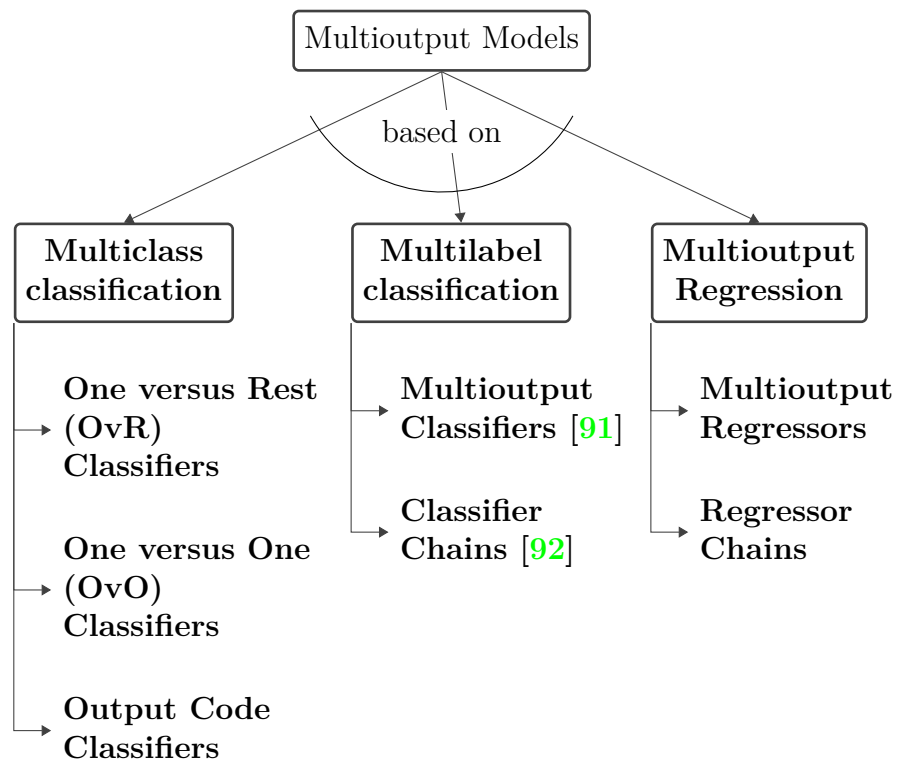 Multioutput Models
based on
Multiclass
classification
Multilabel
classification
Multioutput
Regression
One versus Rest
(OvR)
Classifiers
One versus One
(OvO)
Classifiers
Output Code
Classifiers
Multioutput
Classifiers [91]
Classifier
Chains [92]
Multioutput
Regressors
Regressor
Chains